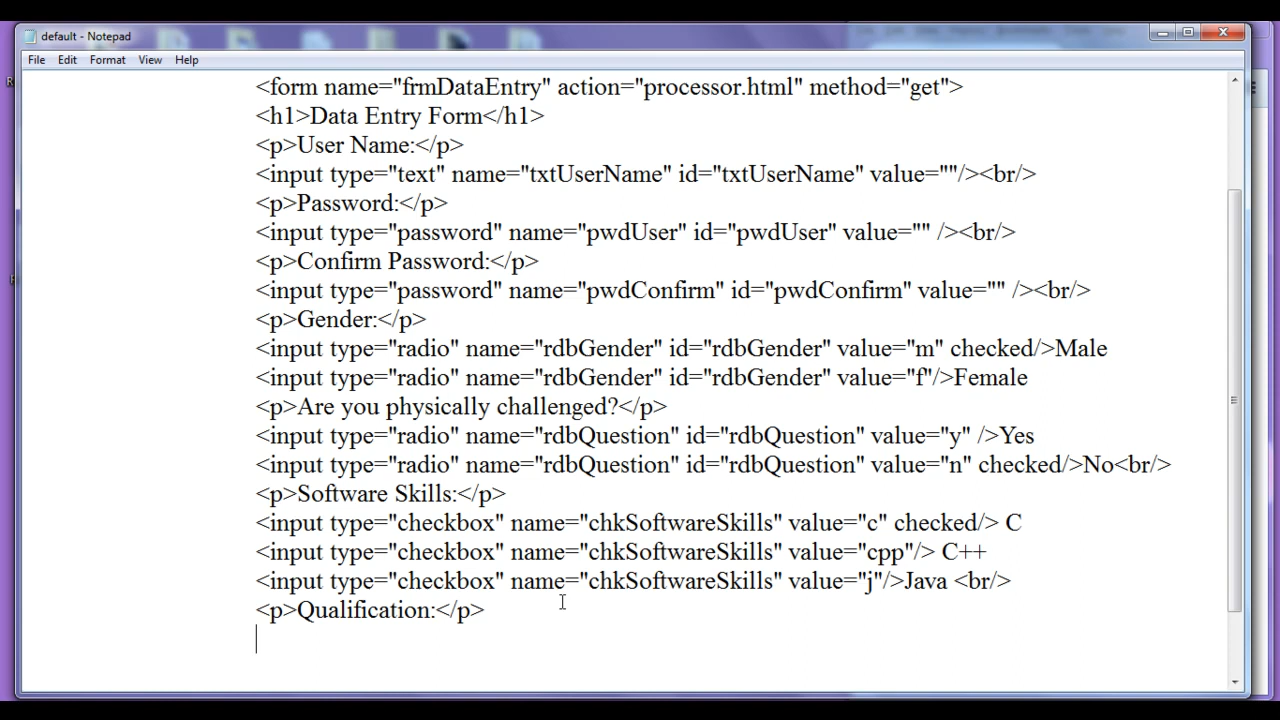 default - Notepad
File Edit Format View Help
<form name="frmDataEntry" action="processor.html" method="get">
<h1>Data Entry Form</h1>
<p>User Name:</p>
<input type="text" name="txtUserName" id="txtUserName" value=""/><br/>
<p>Password:</p>
<input type="password" name="pwdUser" id="pwdUser" value="" /><br/>
<p>Confirm Password:</p>
<input type="password" name="pwdConfirm" id="pwdConfirm" value="" /><br/>
<p>Gender:</p>
<input type="radio" name="rdbGender" id="rdbGender" value="m" checked/>Male
<input type="radio" name="rdbGender" id="rdbGender" value="f"/>Female
<p>Are you physically challenged?</p>
<input type="radio" name="rdbQuestion" id="rdbQuestion" value="y" />Yes
<input type="radio" name="rdbQuestion" id="rdbQuestion" value="n" checked/>No<br/>
<p>Software Skills:</p>
<input type="checkbox" name="chkSoftwareSkills" value="c" checked/> C
<input type="checkbox" name="chkSoftwareSkills" value="cpp"/> C++
<input type="checkbox" name="chkSoftwareSkills" value="j"/>Java <br/>
<p>Qualification:</p>